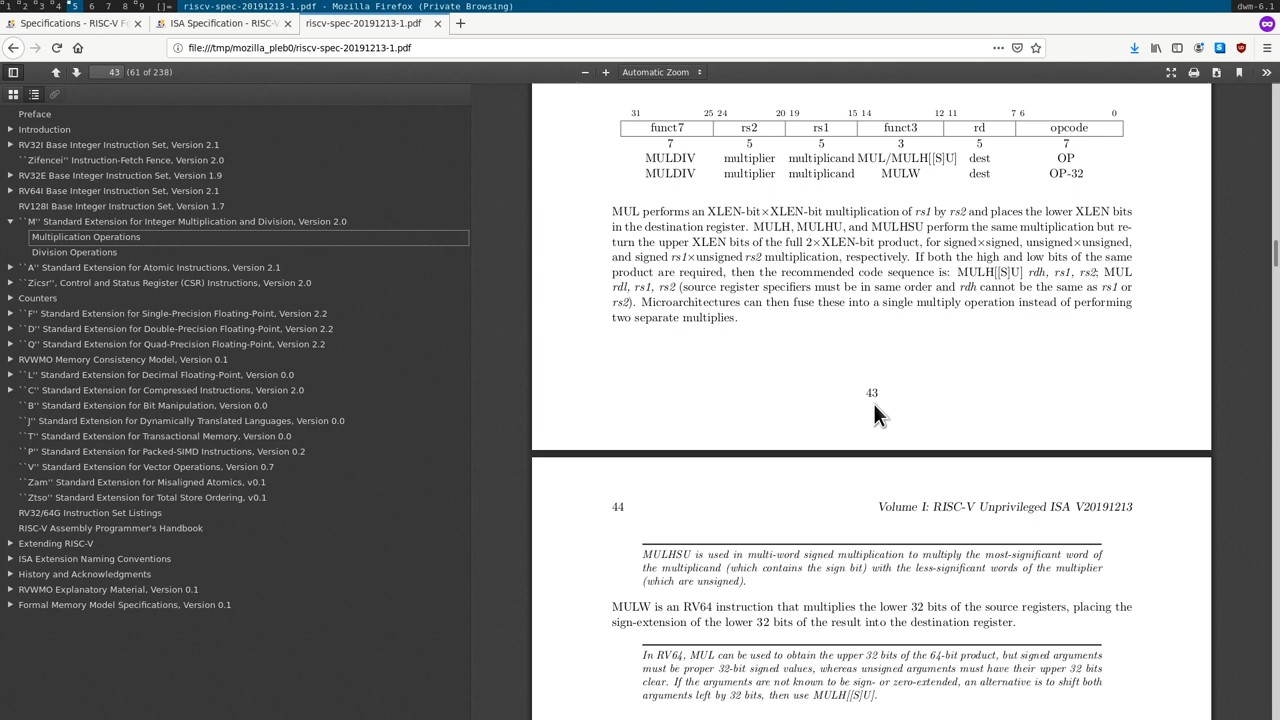 1 2 3 4 5 6 7 8 9 []= riscv-spec-20191213-1.pdf - Mozilla Firefox (Private Browsing) dwm-6.1
Specifications - RISC-V Fo × ISA Specification - RISC-V × riscv-spec-20191213-1.pdf × +
file:///tmp/mozilla_pleb0/riscv-spec-20191213-1.pdf
43 (61 of 238) Automatic Zoom
Preface
Introduction
RV32I Base Integer Instruction Set, Version 2.1
``Zifencei'' Instruction-Fetch Fence, Version 2.0
RV32E Base Integer Instruction Set, Version 1.9
RV64I Base Integer Instruction Set, Version 2.1
RV128I Base Integer Instruction Set, Version 1.7
``M'' Standard Extension for Integer Multiplication and Division, Version 2.0
Multiplication Operations
Division Operations
``A'' Standard Extension for Atomic Instructions, Version 2.1
``Zicsr'', Control and Status Register (CSR) Instructions, Version 2.0
Counters
``F'' Standard Extension for Single-Precision Floating-Point, Version 2.2
``D'' Standard Extension for Double-Precision Floating-Point, Version 2.2
``Q'' Standard Extension for Quad-Precision Floating-Point, Version 2.2
RVWMO Memory Consistency Model, Version 0.1
``L'' Standard Extension for Decimal Floating-Point, Version 0.0
``C'' Standard Extension for Compressed Instructions, Version 2.0
``B'' Standard Extension for Bit Manipulation, Version 0.0
``J'' Standard Extension for Dynamically Translated Languages, Version 0.0
``T'' Standard Extension for Transactional Memory, Version 0.0
``P'' Standard Extension for Packed-SIMD Instructions, Version 0.2
``V'' Standard Extension for Vector Operations, Version 0.7
``Zam'' Standard Extension for Misaligned Atomics, v0.1
``Ztso'' Standard Extension for Total Store Ordering, v0.1
RV32/64G Instruction Set Listings
RISC-V Assembly Programmer's Handbook
Extending RISC-V
ISA Extension Naming Conventions
History and Acknowledgments
RVWMO Explanatory Material, Version 0.1
Formal Memory Model Specifications, Version 0.1
31 25 24 20 19 15 14 12 11 7 6 0
funct7 rs2 rs1 funct3 rd opcode
7 5 5 3 5 7
MULDIV multiplier multiplicand MUL/MULH[[S]U] dest OP
MULDIV multiplier multiplicand MULW dest OP-32
MUL performs an XLEN-bit×XLEN-bit multiplication of rs1 by rs2 and places the lower XLEN bits
in the destination register. MULH, MULHU, and MULHSU perform the same multiplication but re-
turn the upper XLEN bits of the full 2×XLEN-bit product, for signed×signed, unsigned×unsigned,
and signed rs1×unsigned rs2 multiplication, respectively. If both the high and low bits of the same
product are required, then the recommended code sequence is: MULH[[S]U] rdh, rs1, rs2; MUL
rdl, rs1, rs2 (source register specifiers must be in same order and rdh cannot be the same as rs1 or
rs2). Microarchitectures can then fuse these into a single multiply operation instead of performing
two separate multiplies.
43
44 Volume I: RISC-V Unprivileged ISA V20191213
MULHSU is used in multi-word signed multiplication to multiply the most-significant word of
the multiplicand (which contains the sign bit) with the less-significant words of the multiplier
(which are unsigned).
MULW is an RV64 instruction that multiplies the lower 32 bits of the source registers, placing the
sign-extension of the lower 32 bits of the result into the destination register.
In RV64, MUL can be used to obtain the upper 32 bits of the 64-bit product, but signed arguments
must be proper 32-bit signed values, whereas unsigned arguments must have their upper 32 bits
clear. If the arguments are not known to be sign- or zero-extended, an alternative is to shift both
arguments left by 32 bits, then use MULH[[S]U].